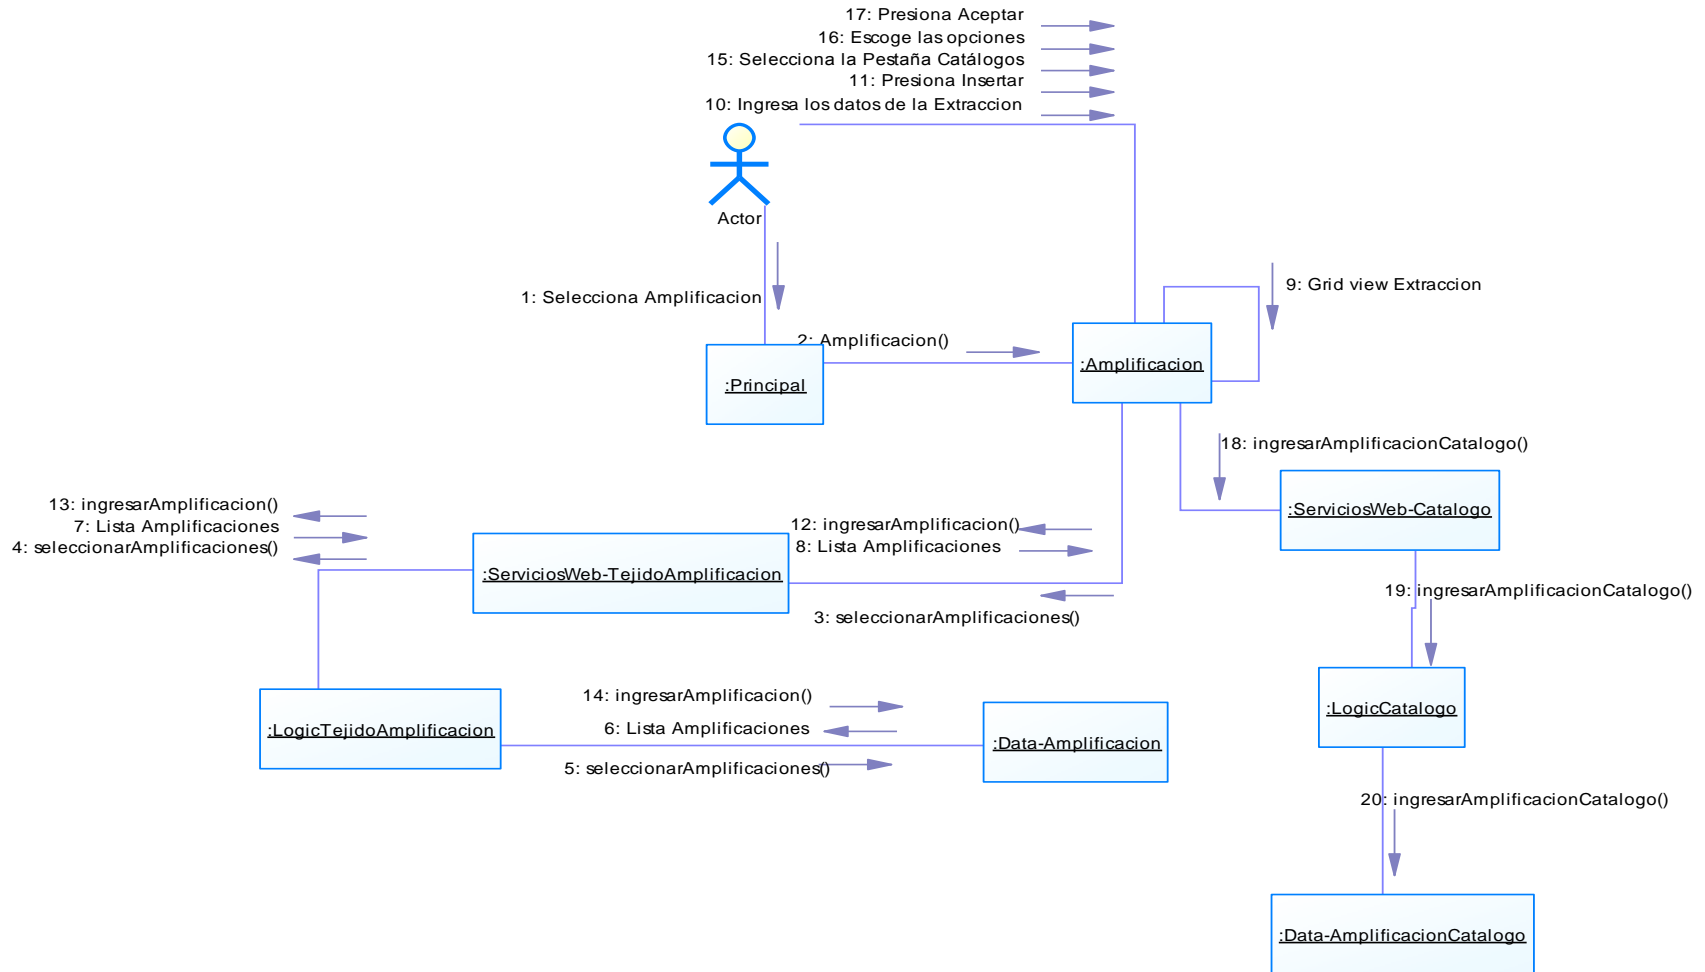 17: Presiona Aceptar
16: Escoge las opciones
15: Selecciona la Pestaña Catálogos
11: Presiona Insertar
10: Ingresa los datos de la Extraccion
Actor
1: Selecciona Amplificacion
9: Grid view Extraccion
2: Amplificacion()
:Principal
:Amplificacion
18: ingresarAmplificacionCatalogo()
:ServiciosWeb-Catalogo
13: ingresarAmplificacion()
7: Lista Amplificaciones
4: seleccionarAmplificaciones()
12: ingresarAmplificacion()
8: Lista Amplificaciones
:ServiciosWeb-TejidoAmplificacion
3: seleccionarAmplificaciones()
19: ingresarAmplificacionCatalogo()
14: ingresarAmplificacion()
6: Lista Amplificaciones
5: seleccionarAmplificaciones()
:LogicTejidoAmplificacion
:Data-Amplificacion
:LogicCatalogo
20: ingresarAmplificacionCatalogo()
:Data-AmplificacionCatalogo